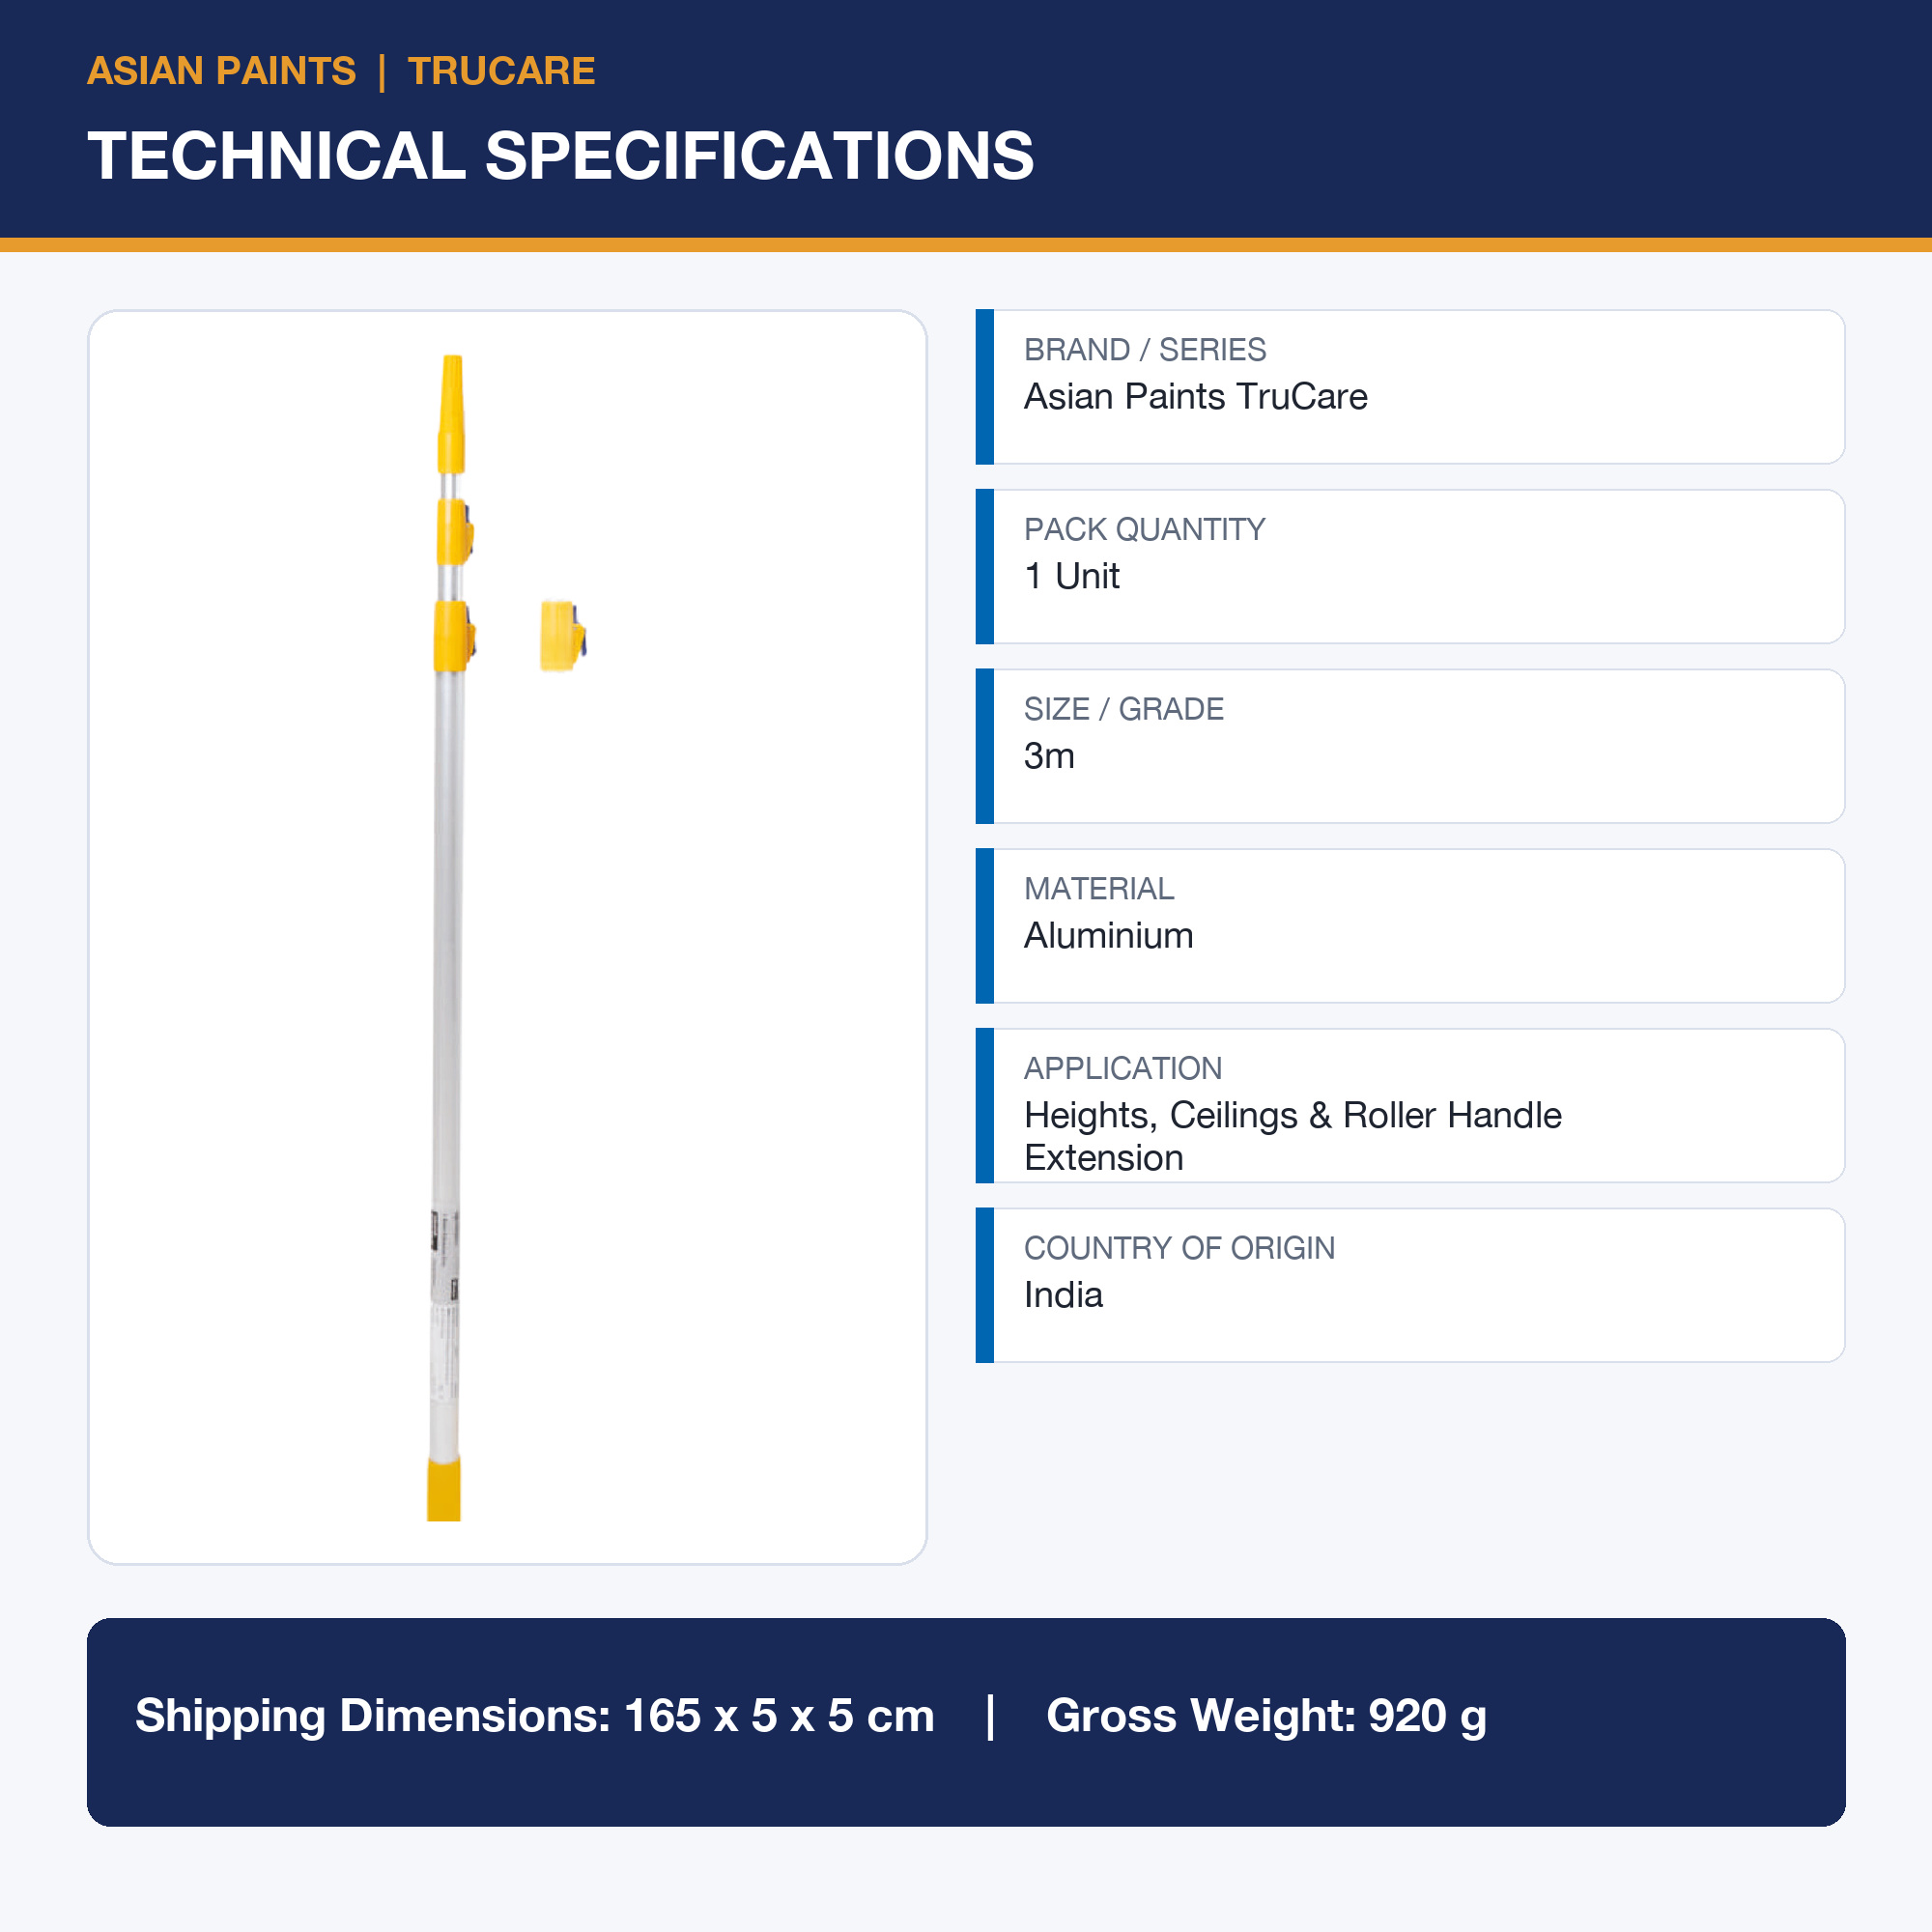 ASIAN PAINTS | TRUCARE
TECHNICAL SPECIFICATIONS
BRAND / SERIES
Asian Paints TruCare
PACK QUANTITY
1 Unit
SIZE / GRADE
3m
MATERIAL
Aluminium
APPLICATION
Heights, Ceilings & Roller Handle
Extension
COUNTRY OF ORIGIN
India
Shipping Dimensions: 165 x 5 x 5 cm | Gross Weight: 920 g